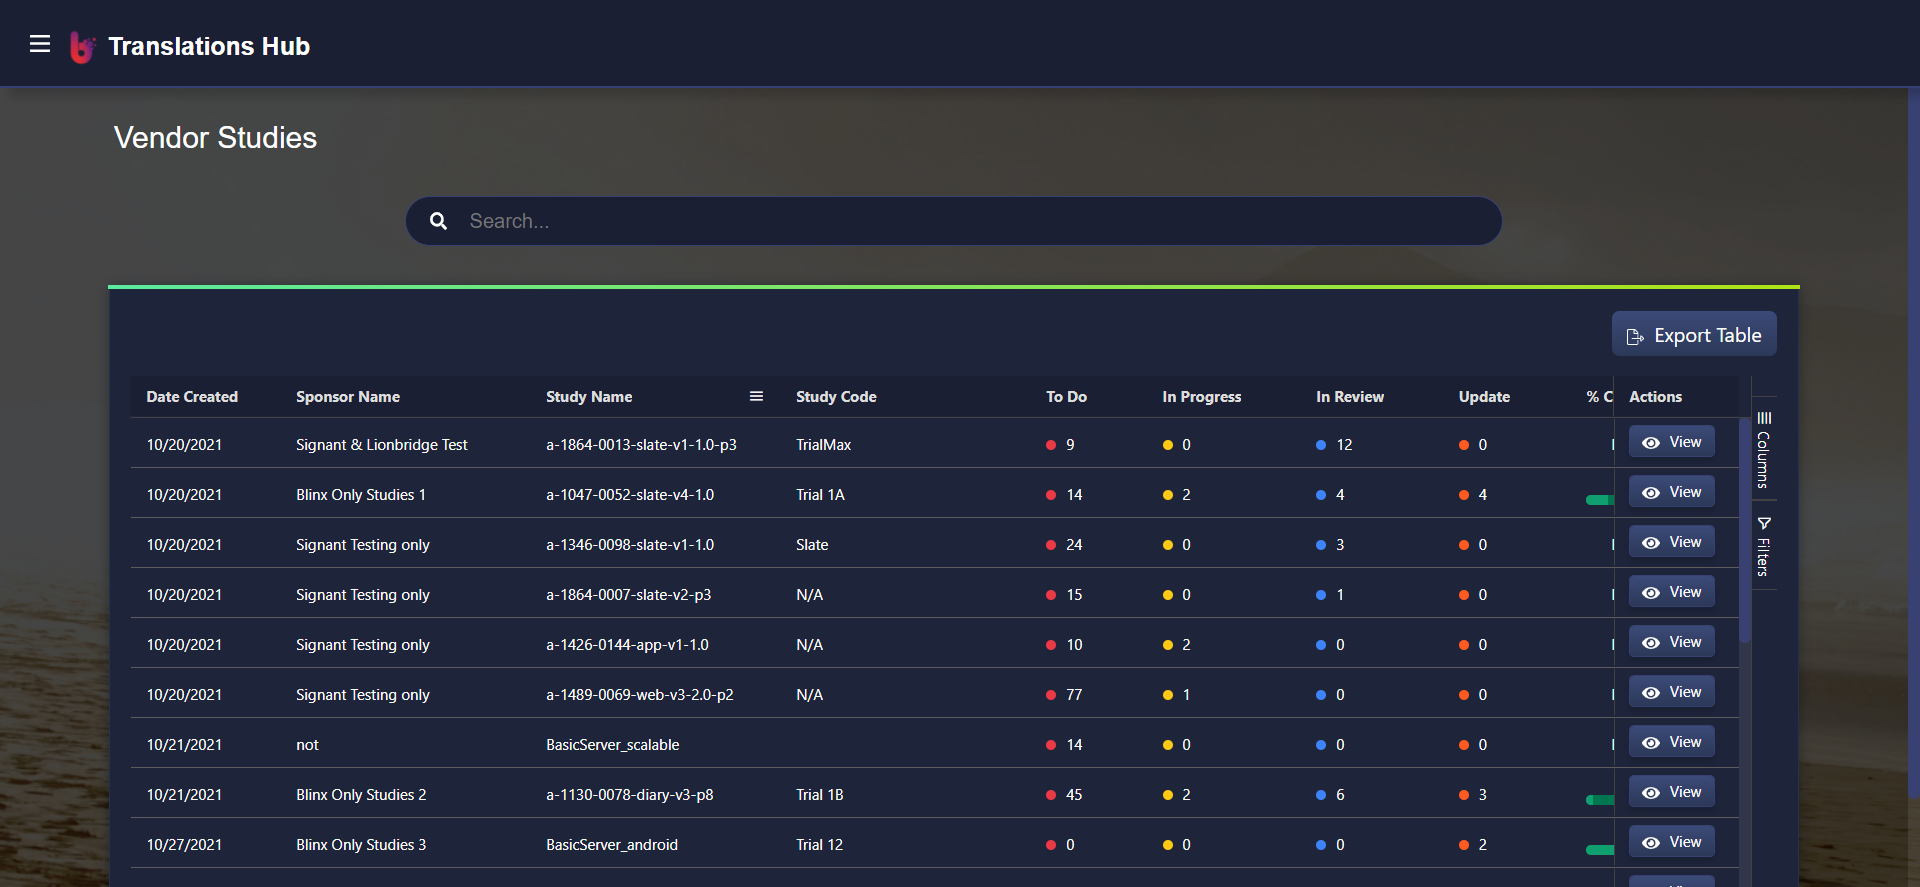 Translations Hub
Vendor Studies
Search...
Export Table
Date Created Sponsor Name Study Name Study Code To Do In Progress In Review Update % C Actions
10/20/2021 Signant & Lionbridge Test a-1864-0013-slate-v1-1.0-p3 TrialMax 9 0 12 0 View
10/20/2021 Blinx Only Studies 1 a-1047-0052-slate-v4-1.0 Trial 1A 14 2 4 4 View
10/20/2021 Signant Testing only a-1346-0098-slate-v1-1.0 Slate 24 0 3 0 View
10/20/2021 Signant Testing only a-1864-0007-slate-v2-p3 N/A 15 0 1 0 View
10/20/2021 Signant Testing only a-1426-0144-app-v1-1.0 N/A 10 2 0 0 View
10/20/2021 Signant Testing only a-1489-0069-web-v3-2.0-p2 N/A 77 1 0 0 View
10/21/2021 not BasicServer_scalable 14 0 0 0 View
10/21/2021 Blinx Only Studies 2 a-1130-0078-diary-v3-p8 Trial 1B 45 2 6 3 View
10/27/2021 Blinx Only Studies 3 BasicServer_android Trial 12 0 0 0 2 View
Columns
Filters